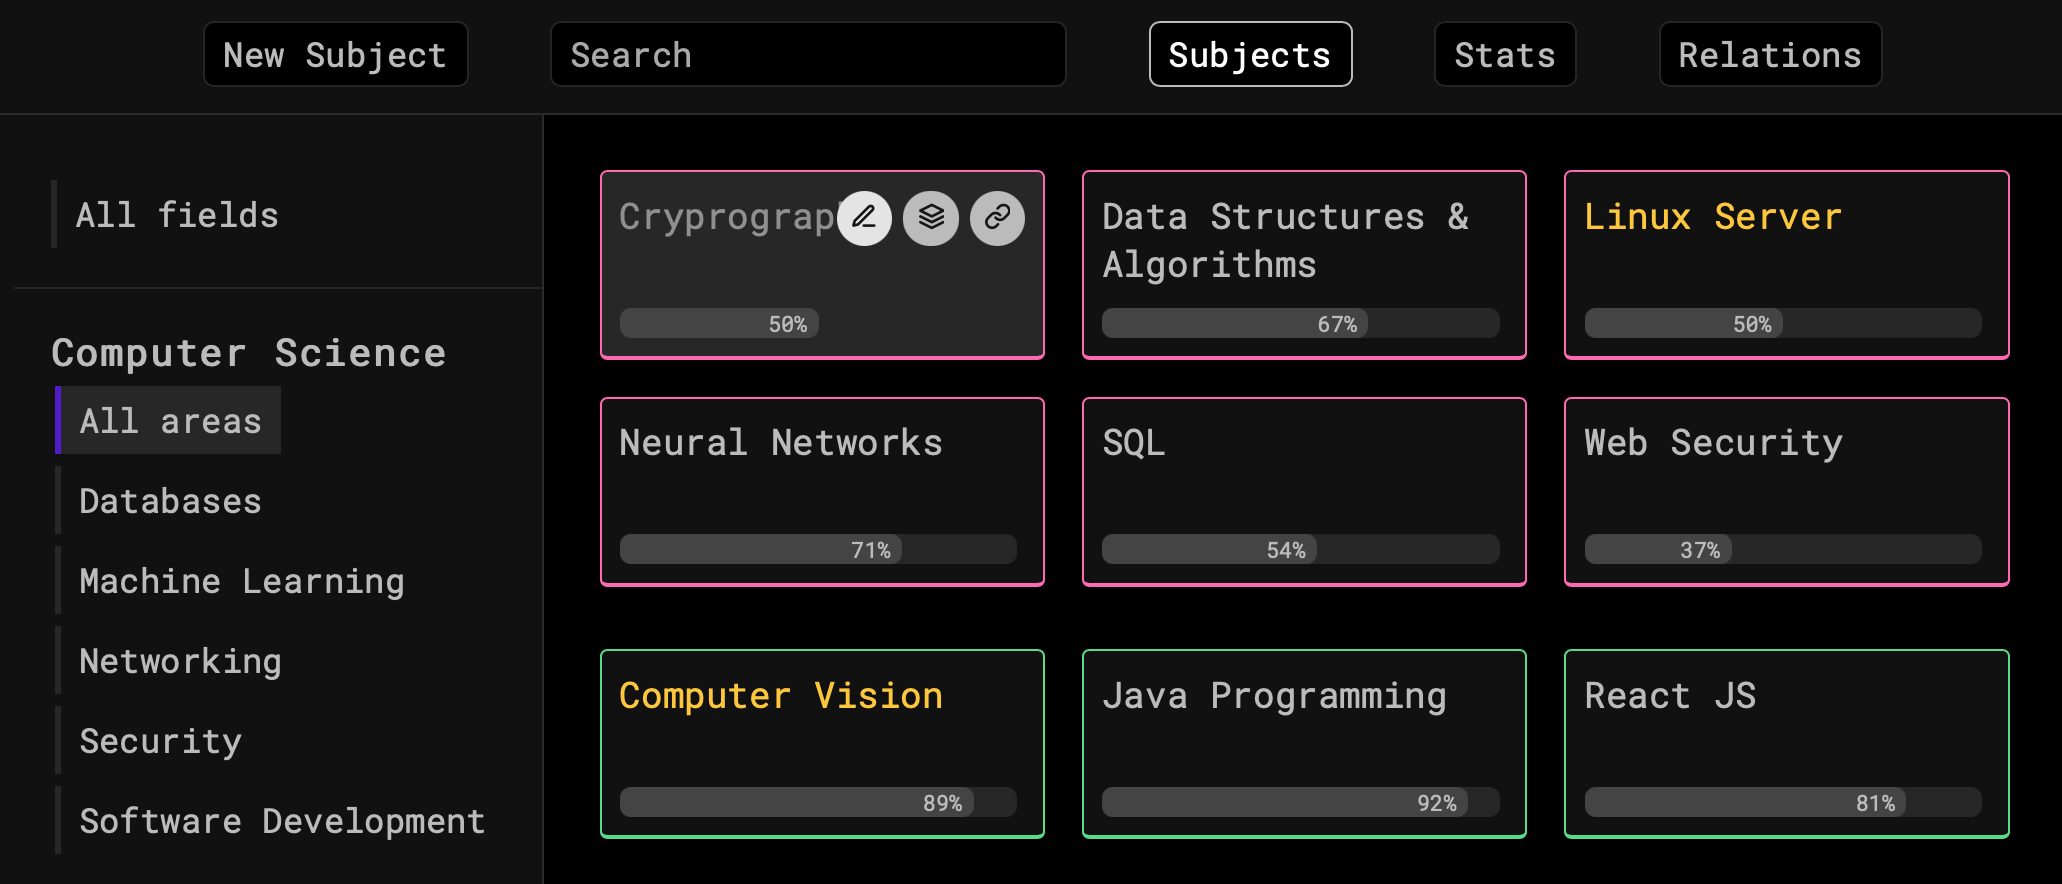 New Subject
Search
Subjects
Stats
Relations
All fields
Computer Science
All areas
Databases
Machine Learning
Networking
Security
Software Development
Cryprograp
50%
Data Structures &
Algorithms
67%
Linux Server
50%
Neural Networks
71%
SQL
54%
Web Security
37%
Computer Vision
89%
Java Programming
92%
React JS
81%